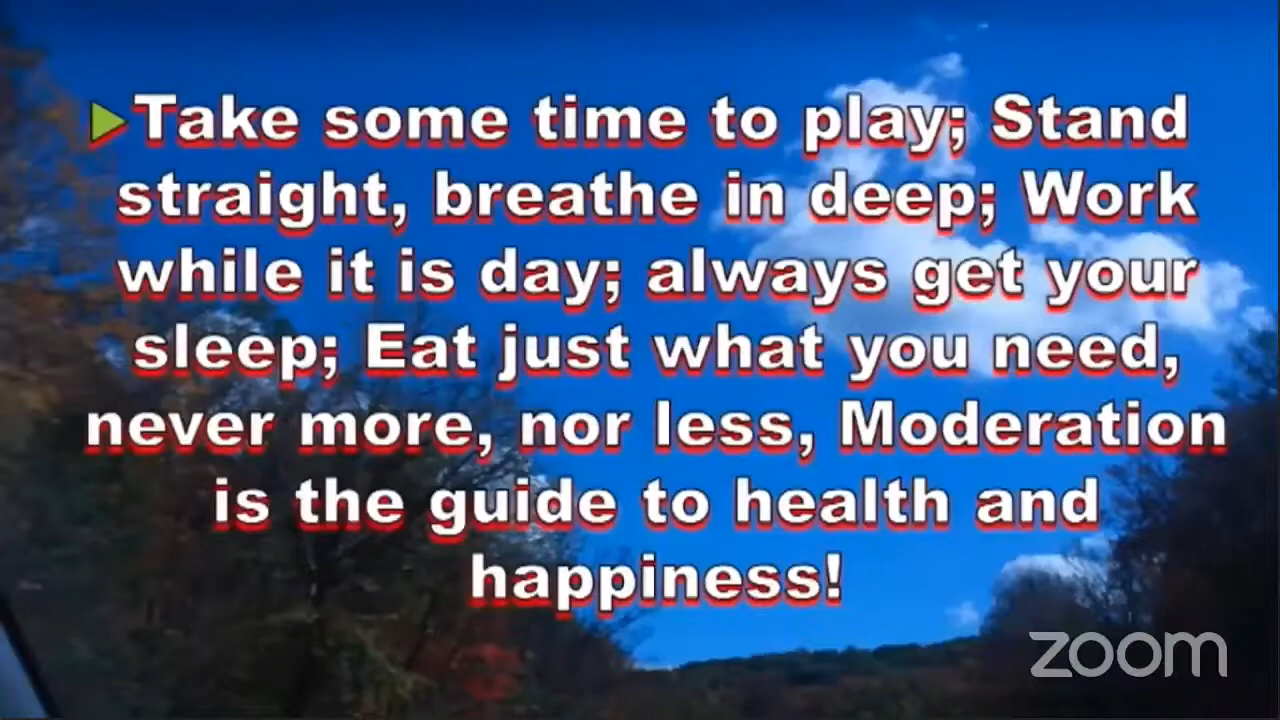 Take some time to play; Stand
straight, breathe in deep; Work
while it is day; always get your
sleep; Eat just what you need,
never more, nor less, Moderation
is the guide to health and
happiness!
zoom